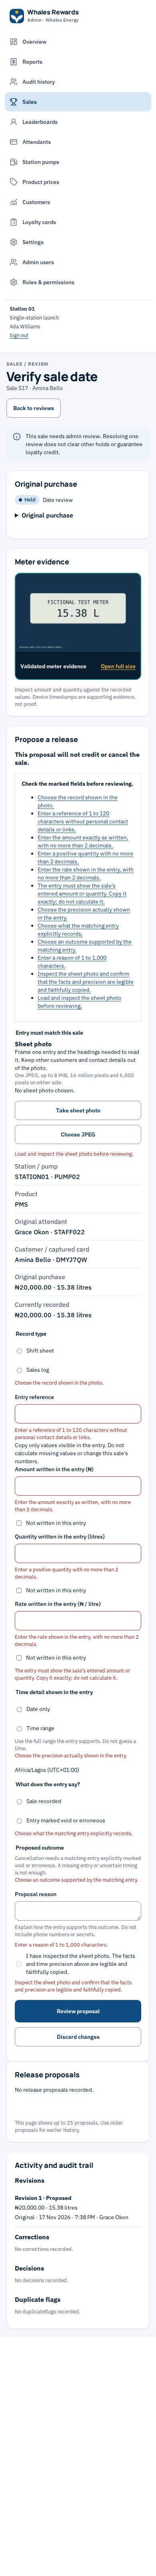 Whales Rewards
Admin · Whales Energy
Overview
Reports
Audit history
Sales
Leaderboards
Attendants
Station pumps
Product prices
Customers
Loyalty cards
Settings
Admin users
Roles & permissions
Station 01
Single-station launch
Ada Williams
Sign out
SALES / REVIEW
Verify sale date
Sale 517 · Amina Bello
Back to reviews
This sale needs admin review. Resolving one
review does not clear other holds or guarantee
loyalty credit.
Original purchase
Held
Date review
Original purchase
Meter evidence
FICTIONAL TEST METER
15.38 L
Validated meter evidence
Open full size
Inspect amount and quantity against the recorded
values. Device timestamps are supporting evidence,
not proof.
Propose a release
This proposal will not credit or cancel the
sale.
Check the marked fields before reviewing.
Choose the record shown in the
photo.
Enter a reference of 1 to 120
characters without personal contact
details or links.
Enter the amount exactly as written,
with no more than 2 decimals.
Enter a positive quantity with no more
than 2 decimals.
Enter the rate shown in the entry, with
no more than 2 decimals.
The entry must show the sale's
entered amount or quantity. Copy it
exactly; do not calculate it.
Choose the precision actually shown
in the entry.
Choose what the matching entry
explicitly records.
Choose an outcome supported by the
matching entry.
Enter a reason of 1 to 1,000
characters.
Inspect the sheet photo and confirm
that the facts and precision are legible
and faithfully copied.
Load and inspect the sheet photo
before reviewing.
Entry must match this sale
Sheet photo
Frame one entry and the headings needed to read
it. Keep other customers and contact details out
of the photo.
One JPEG, up to 8 MiB, 16 million pixels and 6,000
pixels on either side.
No sheet photo chosen.
Take sheet photo
Choose JPEG
Load and inspect the sheet photo before reviewing.
Station / pump
STATION01 · PUMP02
Product
PMS
Original attendant
Grace Okon · STAFF022
Customer / captured card
Amina Bello · DMYJ7QW
Original purchase
₦20,000.00 · 15.38 litres
Currently recorded
₦20,000.00 · 15.38 litres
Record type
Shift sheet
Sales log
Choose the record shown in the photo.
Entry reference
Enter a reference of 1 to 120 characters without
personal contact details or links.
Copy only values visible in the entry. Do not
calculate missing values or change this sale's
numbers.
Amount written in the entry (₦)
Enter the amount exactly as written, with no more
than 2 decimals.
Not written in this entry
Quantity written in the entry (litres)
Enter a positive quantity with no more than 2
decimals.
Not written in this entry
Rate written in the entry (₦ / litre)
Enter the rate shown in the entry, with no more than 2
decimals.
Not written in this entry
The entry must show the sale's entered amount or
quantity. Copy it exactly; do not calculate it.
Time detail shown in the entry
Date only
Time range
Use the full range the entry supports. Do not guess a
time.
Choose the precision actually shown in the entry.
Africa/Lagos (UTC+01:00)
What does the entry say?
Sale recorded
Entry marked void or erroneous
Choose what the matching entry explicitly records.
Proposed outcome
Cancellation needs a matching entry explicitly marked
void or erroneous. A missing entry or uncertain timing
is not enough.
Choose an outcome supported by the matching entry.
Proposal reason
Explain how the entry supports this outcome. Do not
include phone numbers or secrets.
Enter a reason of 1 to 1,000 characters.
I have inspected the sheet photo. The facts
and time precision above are legible and
faithfully copied.
Inspect the sheet photo and confirm that the facts
and precision are legible and faithfully copied.
Review proposal
Discard changes
Release proposals
No release proposals recorded.
This page shows up to 25 proposals. Use older
proposals for earlier history.
Activity and audit trail
Revisions
Revision 1 · Proposed
₦20,000.00 · 15.38 litres
Original · 17 Nov 2026 · 7:38 PM · Grace Okon
Corrections
No corrections recorded.
Decisions
No decisions recorded.
Duplicate flags
No duplicateflags recorded.